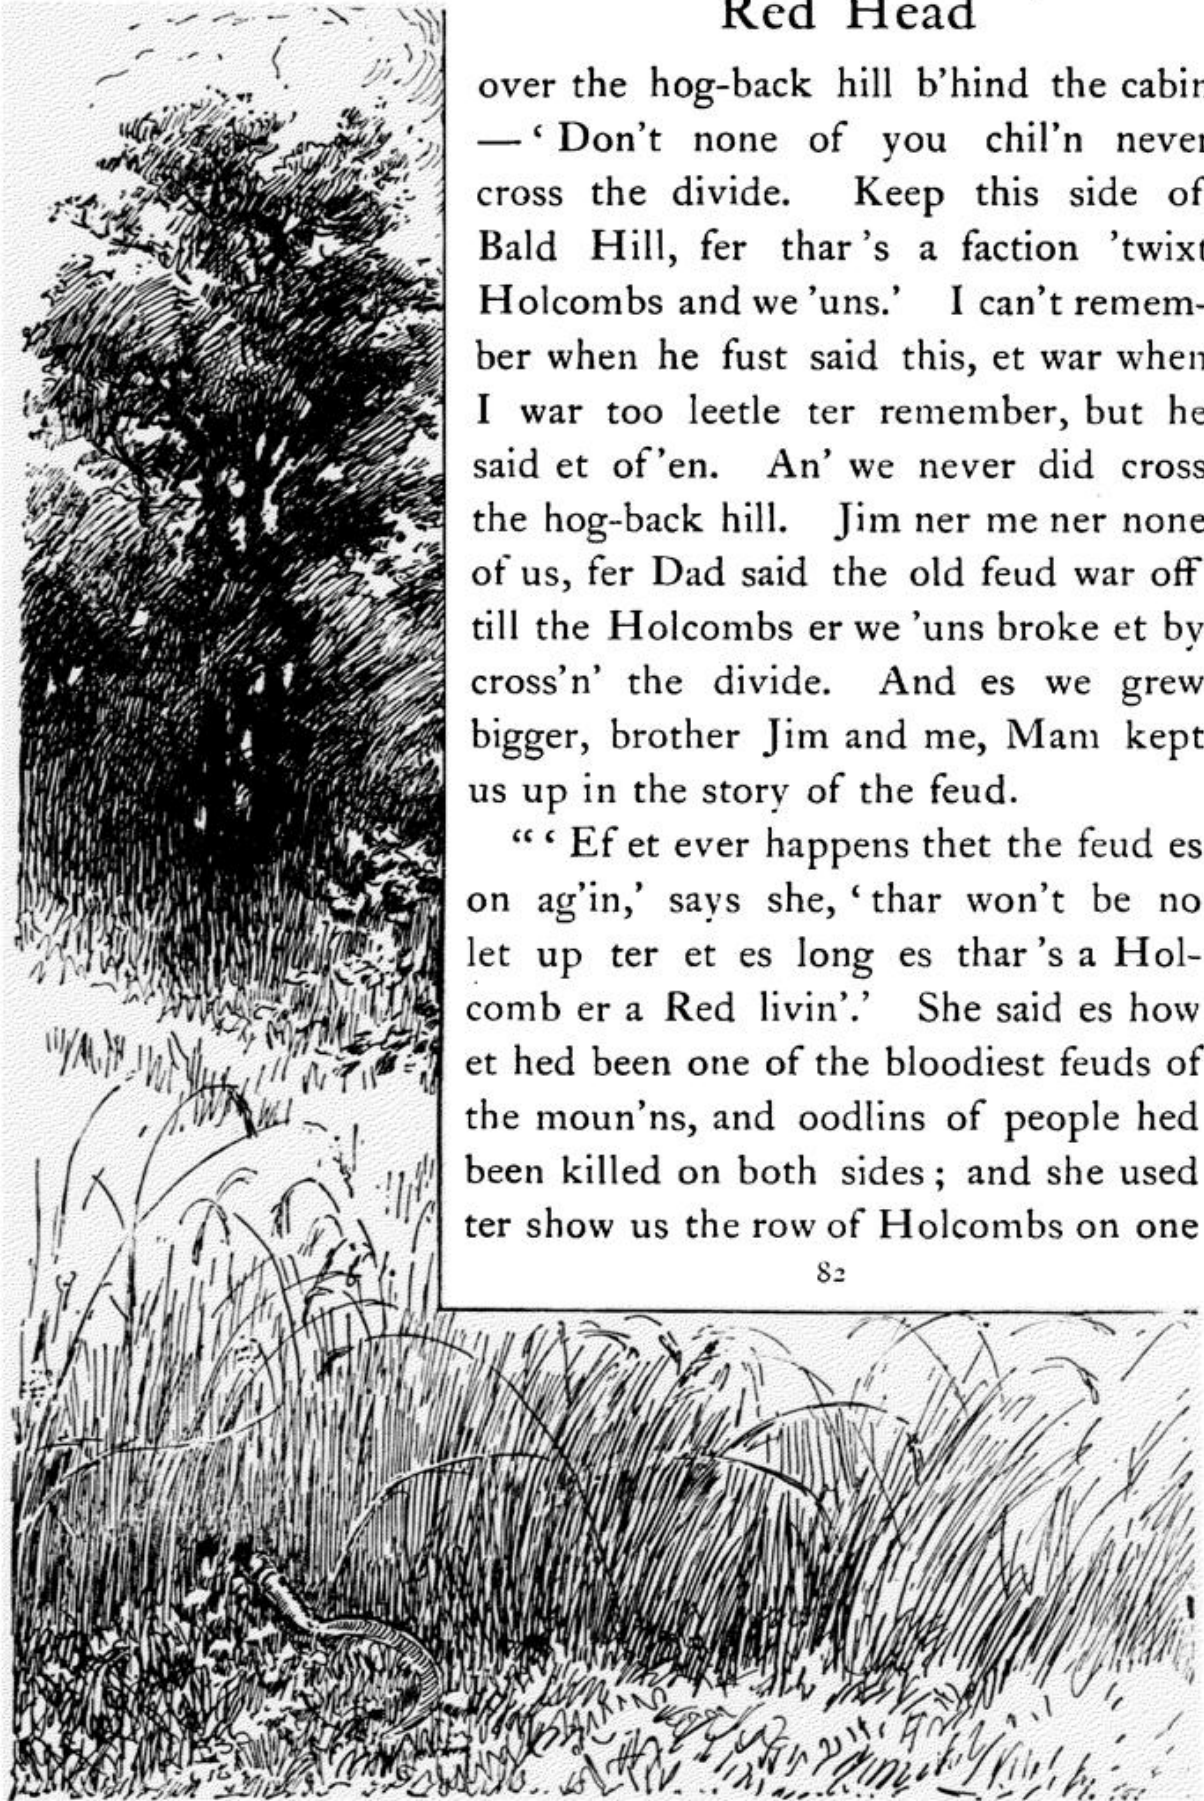 Red Head
over the hog-back hill b'hind the cabin
—‘Don't none of you chil'n never
cross the divide. Keep this side of
Bald Hill, fer thar 's a faction 'twixt
Holcombs and we 'uns.’ I can't remem-
ber when he fust said this, et war when
I war too leetle ter remember, but he
said et of'en. An' we never did cross
the hog-back hill. Jim ner me ner none
of us, fer Dad said the old feud war off
till the Holcombs er we 'uns broke et by
cross'n' the divide. And es we grew
bigger, brother Jim and me, Mam kept
us up in the story of the feud.
“‘Ef et ever happens thet the feud es
on ag'in,’ says she, ‘thar won't be no
let up ter et es long es thar 's a Hol-
comb er a Red livin'.’ She said es how
et hed been one of the bloodiest feuds of
the moun'ns, and oodlins of people hed
been killed on both sides; and she used
ter show us the row of Holcombs on one
82